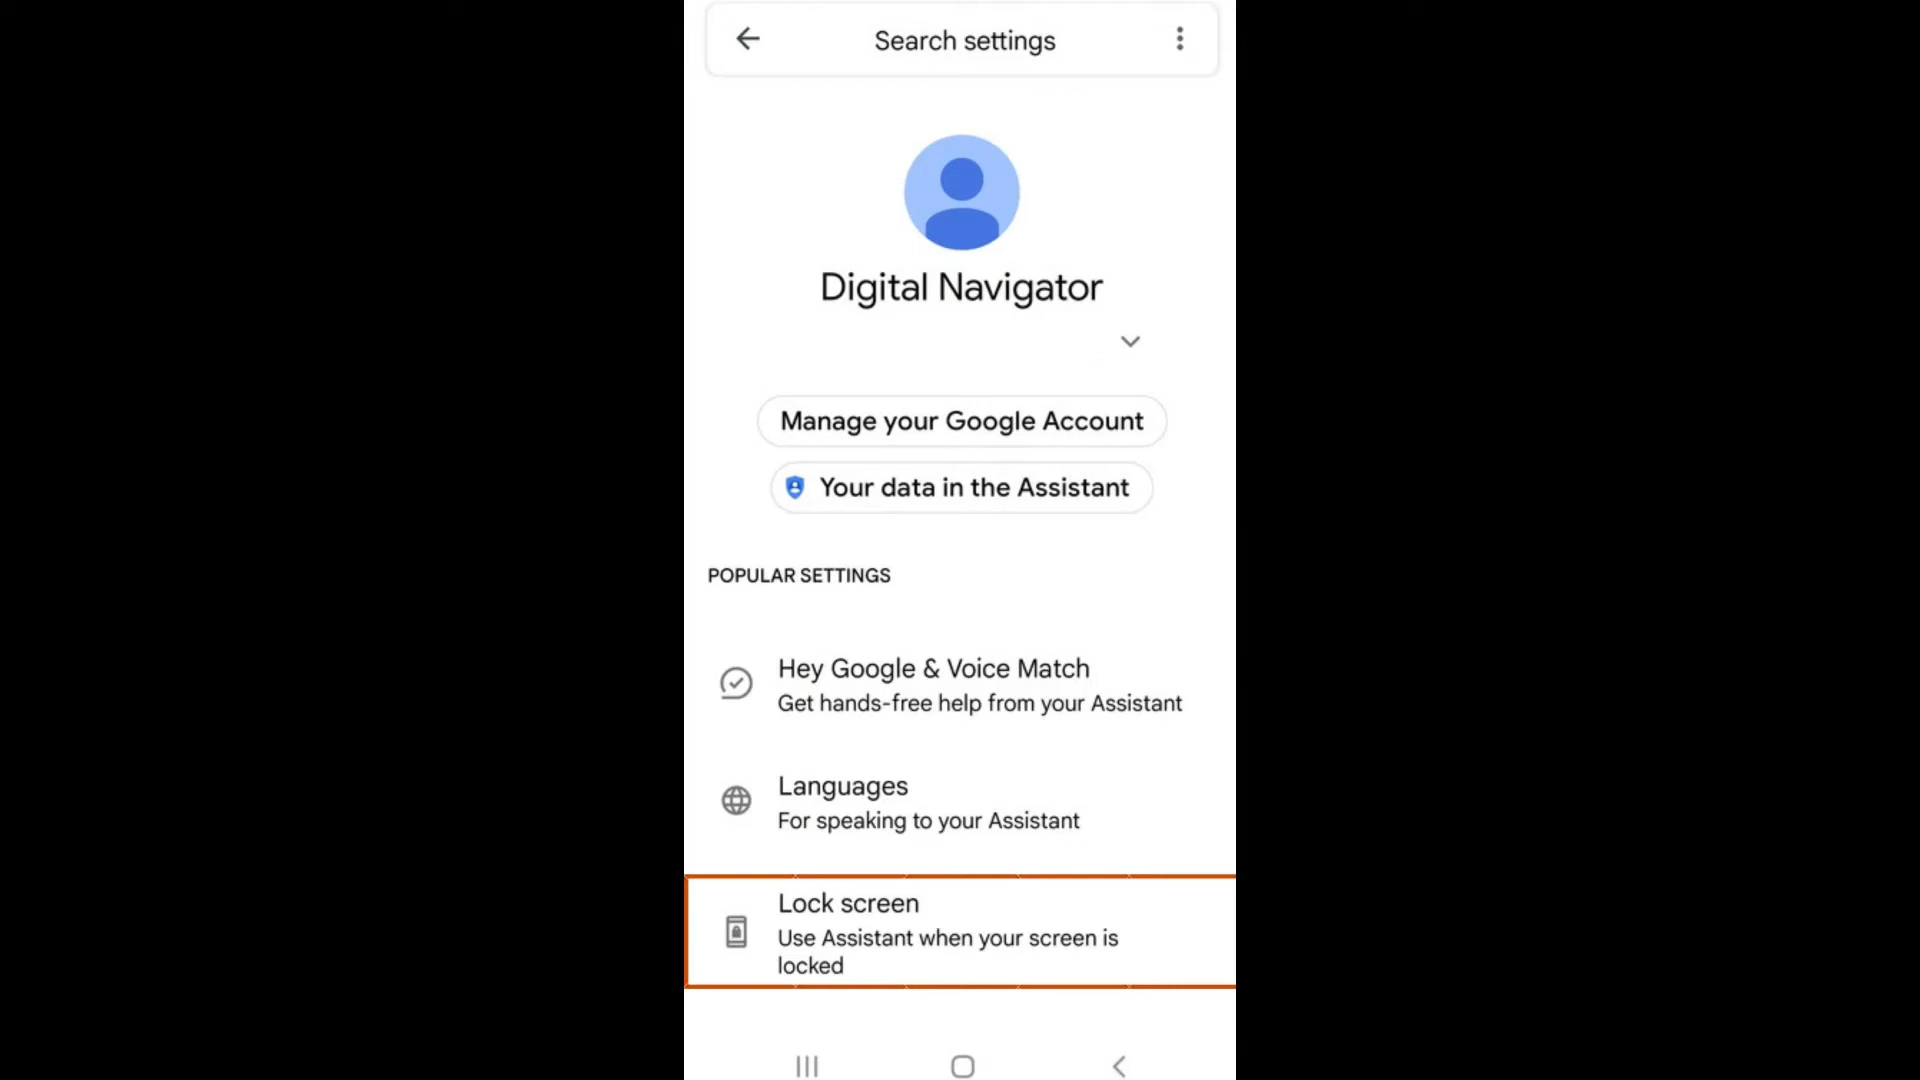 Search settings
Digital Navigator
Manage your Google Account
Your data in the Assistant
POPULAR SETTINGS
Hey Google & Voice Match
Get hands-free help from your Assistant
Languages
For speaking to your Assistant
Lock screen
Use Assistant when your screen is
locked